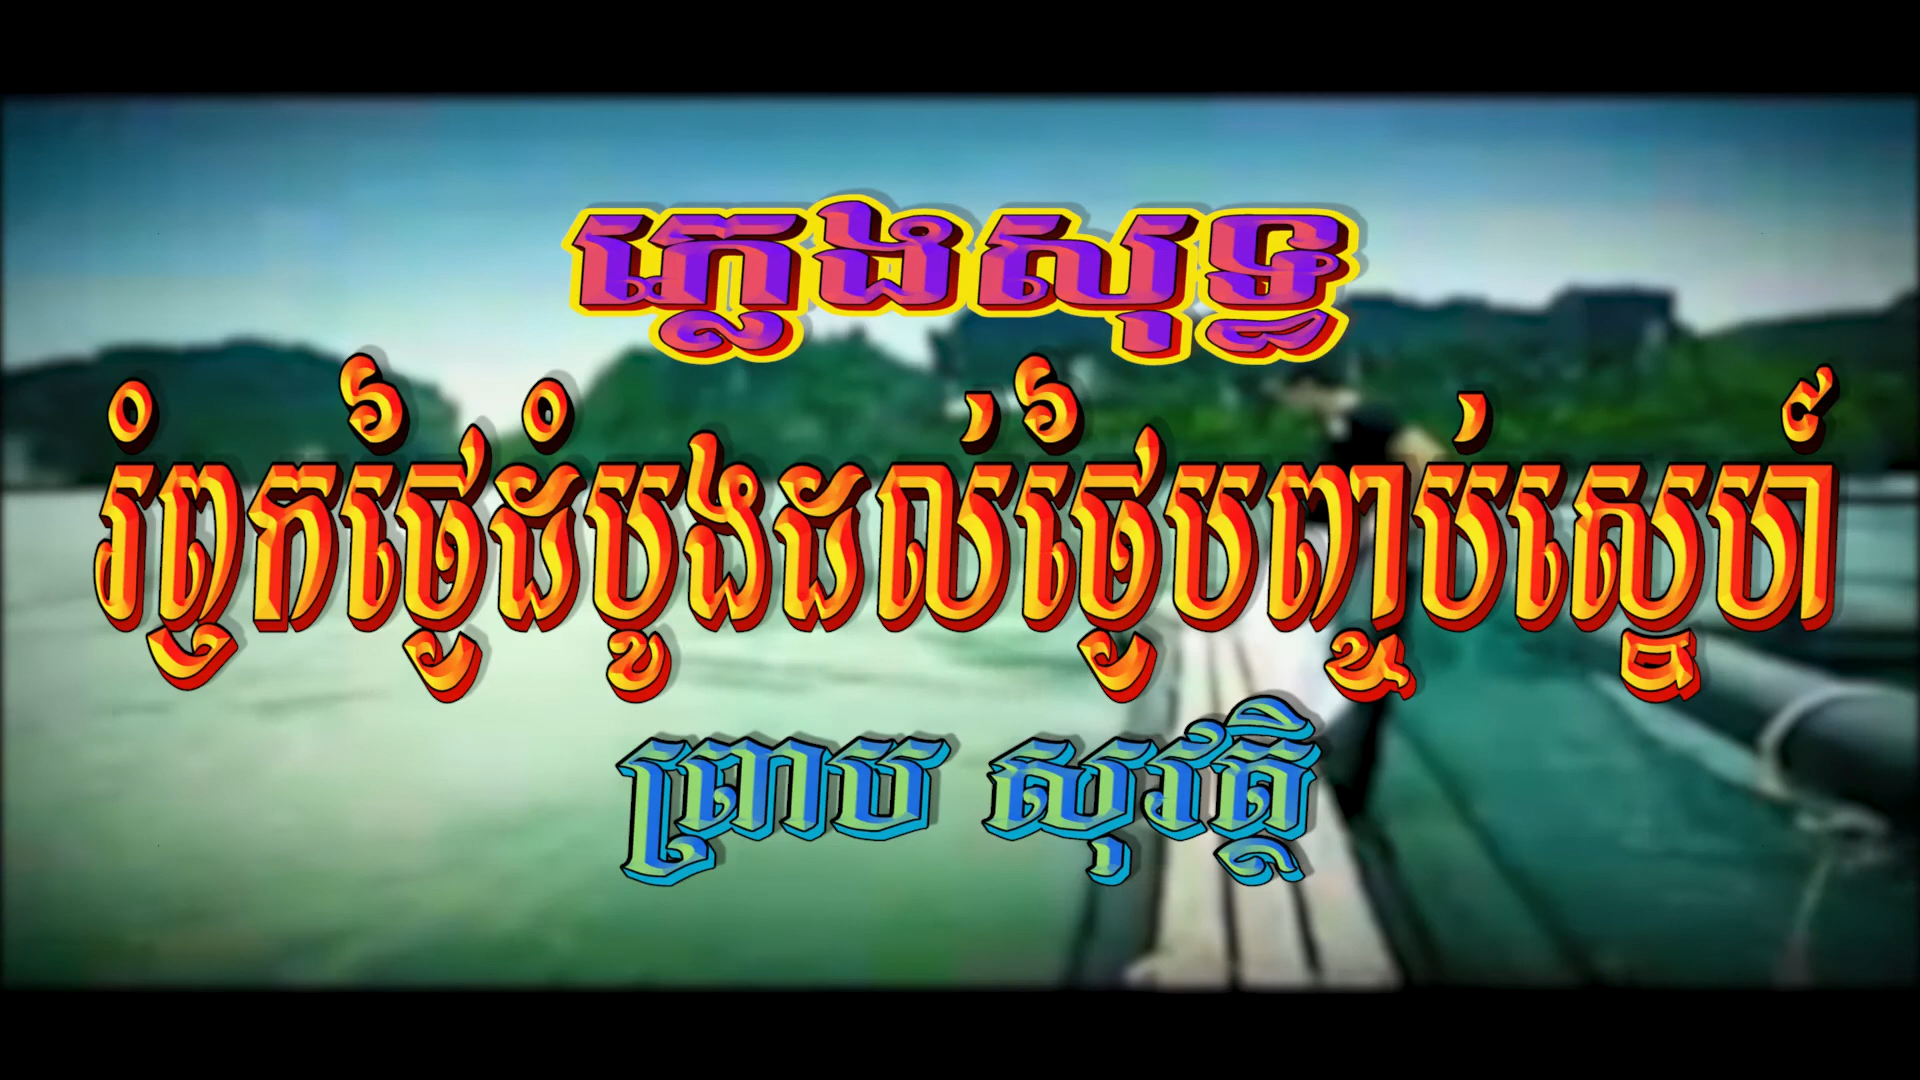 ភ្លេងសុទ្ធ
រំឭកថ្ងៃដំបូងដល់ថ្ងៃបញ្ចប់ស្នេហ៍
ព្រាប សុវត្ថិ